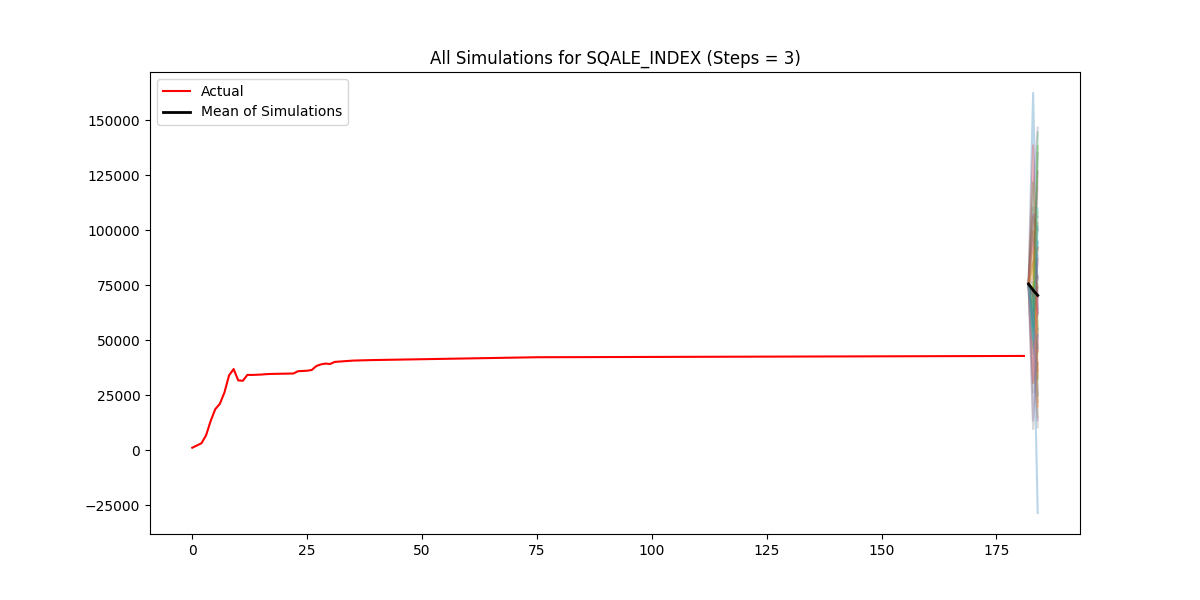 All Simulations for SQALE_INDEX (Steps = 3)
Actual
Mean of Simulations
150000
125000
100000
75000
50000
25000
0
−25000
0 25 50 75 100 125 150 175